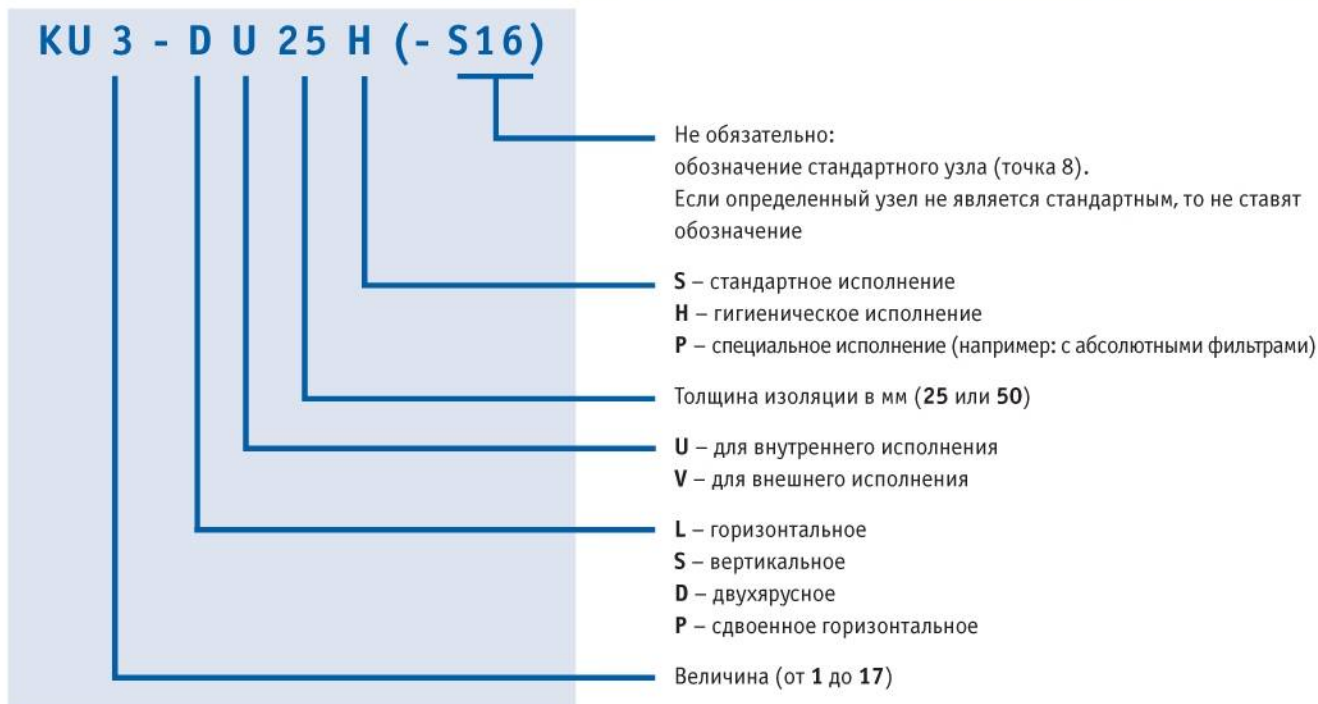 KU 3 - D U 25 H (- S16)
Не обязательно:
обозначение стандартного узла (точка 8).
Если определенный узел не является стандартным, то не ставят
обозначение
S – стандартное исполнение
H – гигиеническое исполнение
P – специальное исполнение (например: с абсолютными фильтрами)
Толщина изоляции в мм (25 или 50)
U – для внутреннего исполнения
V – для внешнего исполнения
L – горизонтальное
S – вертикальное
D – двухярусное
P – сдвоенное горизонтальное
Величина (от 1 до 17)